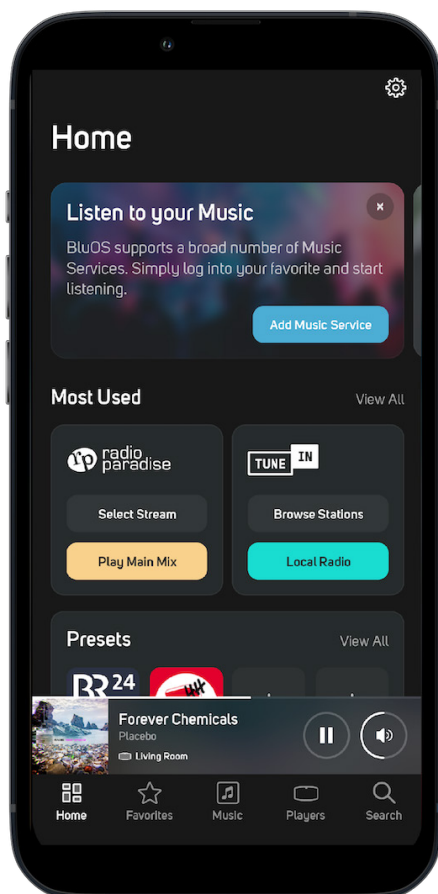 Home
Listen to your Music
BluOS supports a broad number of Music
Services. Simply log into your favorite and start
listening.
Add Music Service
Most Used
View All
rp radio
paradise
TUNE IN
Select Stream
Browse Stations
Play Main Mix
Local Radio
Presets
View All
BR24
Forever Chemicals
Placebo
Living Room
Home
Favorites
Music
Players
Search